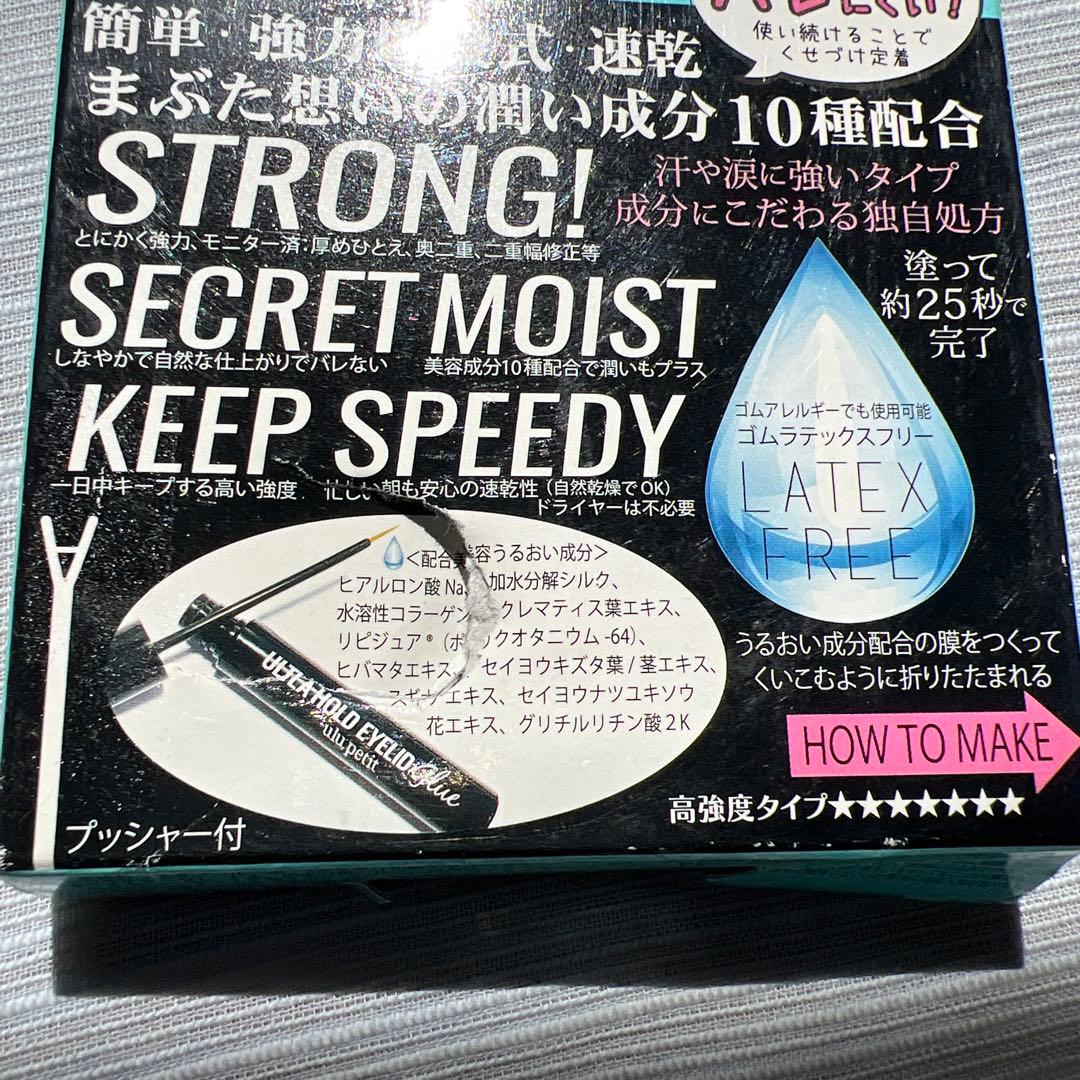 バレにくい!
使い続けることで
くせづけ定着
簡単・強力 式・速乾
まぶた想いの潤い成分10種配合
STRONG!
とにかく強力、モニター済:厚めひとえ、奥二重、二重幅修正等
汗や涙に強いタイプ
成分にこだわる独自処方
SECRET MOIST
しなやかで自然な仕上がりでバレない 美容成分10種配合で潤いもプラス
塗って
約25秒で
完了
KEEP SPEEDY
一日中キープする高い強度 忙しい朝も安心の速乾性(自然乾燥でOK)
ドライヤーは不必要
ゴムアレルギーでも使用可能
ゴムラテックスフリー
LATEX
FREE
<配合美容うるおい成分>
ヒアルロン酸Na、加水分解シルク、
水溶性コラーゲン、クレマティス葉エキス、
リピジュア®(ポリックオタニウム-64)、
ヒバマタエキス、セイヨウキズタ葉/茎エキス、
スギナエキス、セイヨウナツユキソウ
花エキス、グリチルリチン酸2K
ULTRA HOLD EYELID Glue
ulu.petit
うるおい成分配合の膜をつくって
くいこむように折りたたまれる
HOW TO MAKE
高強度タイプ★★★★★★★
プッシャー付